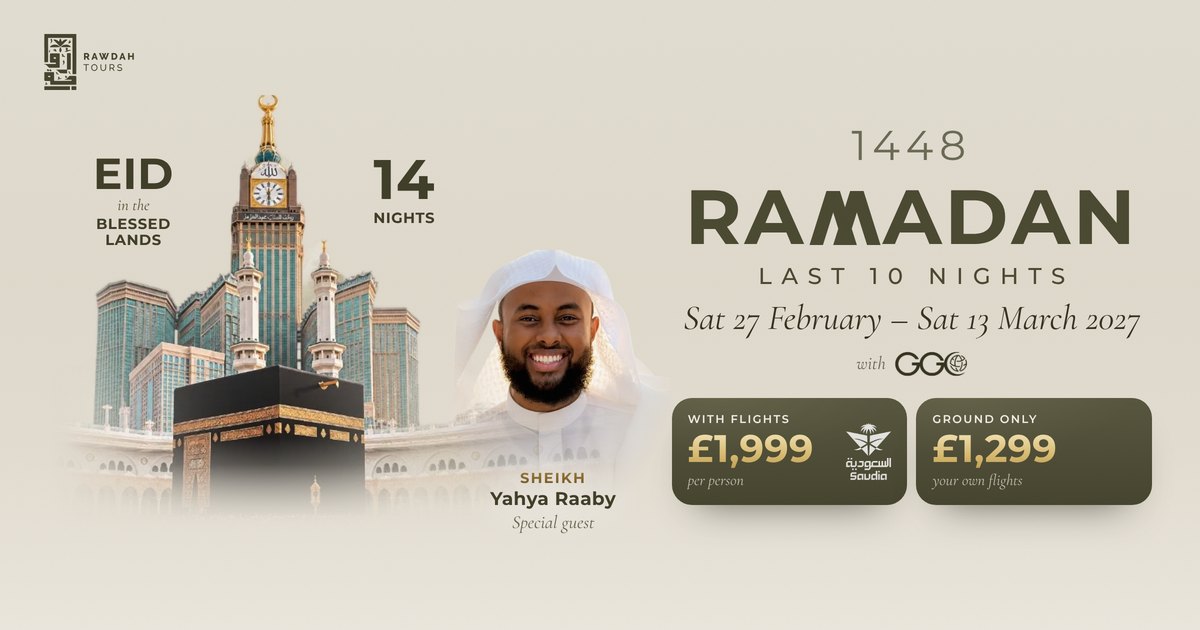 RAWDAH
TOURS
EID
in the
BLESSED
LANDS
14
NIGHTS
SHEIKH
Yahya Raaby
Special guest
1448
RAMADAN
LAST 10 NIGHTS
Sat 27 February – Sat 13 March 2027
with GGO
WITH FLIGHTS
£1,999
per person
السعودية
Saudia
GROUND ONLY
£1,299
your own flights